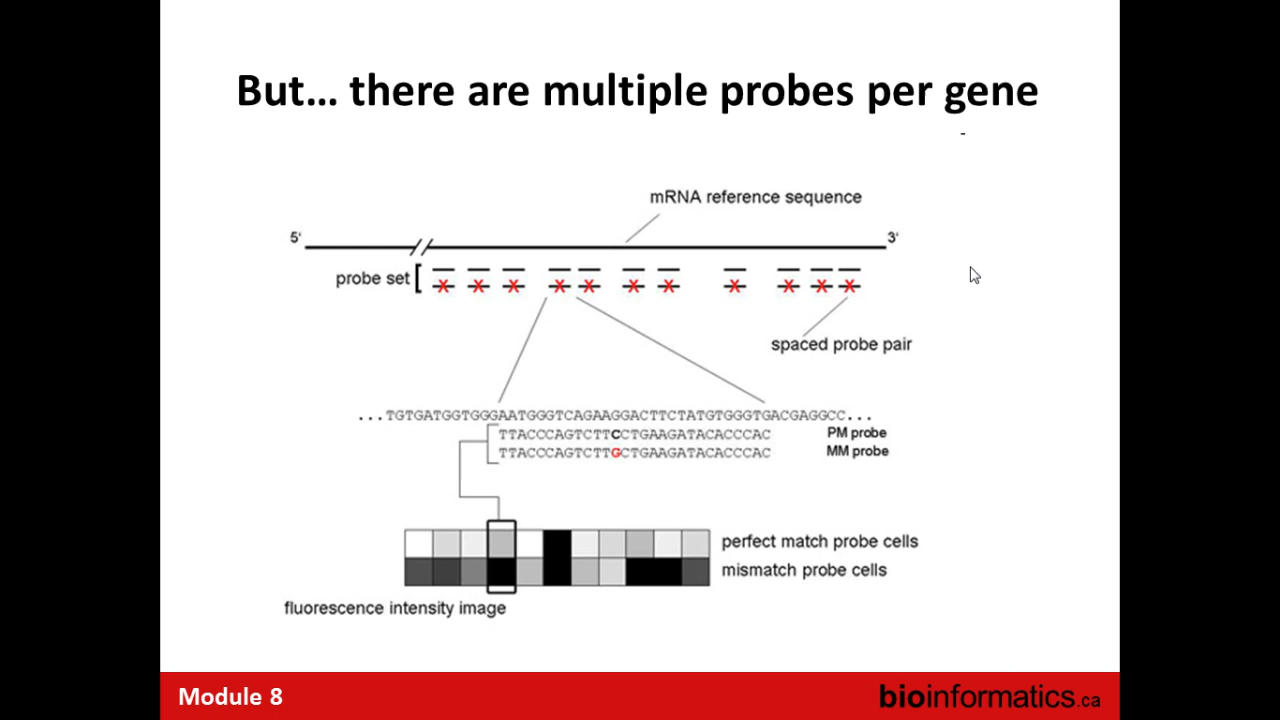 But... there are multiple probes per gene
mRNA reference sequence
5‘
3‘
probe set
X X X X X X X X X X X
spaced probe pair
...TGTGATGGTGGGAATGGGTCAGAAGGACTTCTATGTGGGTGACGAGGCC...
TTACCCAGTCTTCCTGAAGATACACCCAC PM probe
TTACCCAGTCTTGCTGAAGATACACCCAC MM probe
perfect match probe cells
mismatch probe cells
fluorescence intensity image
Module 8
bioinformatics.ca